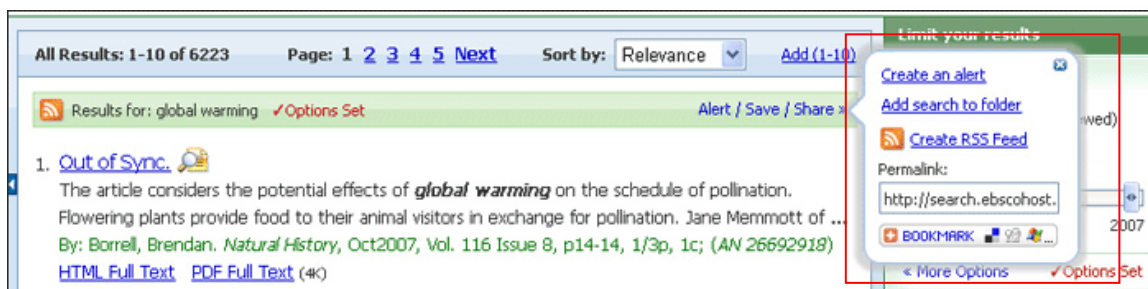 All Results: 1-10 of 6223 Page: 1 2 3 4 5 Next Sort by: Relevance Add (1-10)
Results for: global warming ✓Options Set Alert / Save / Share »
1. Out of Sync.
The article considers the potential effects of global warming on the schedule of pollination.
Flowering plants provide food to their animal visitors in exchange for pollination. Jane Memmott of ...
By: Borrell, Brendan. Natural History, Oct2007, Vol. 116 Issue 8, p14-14, 1/3p, 1c; (AN 26692918)
HTML Full Text PDF Full Text (4K)
Limit your results
Create an alert
Add search to folder
Create RSS Feed
Permalink:
http://search.ebscohost.
BOOKMARK ...
ewed)
2007
« More Options ✓Options Set